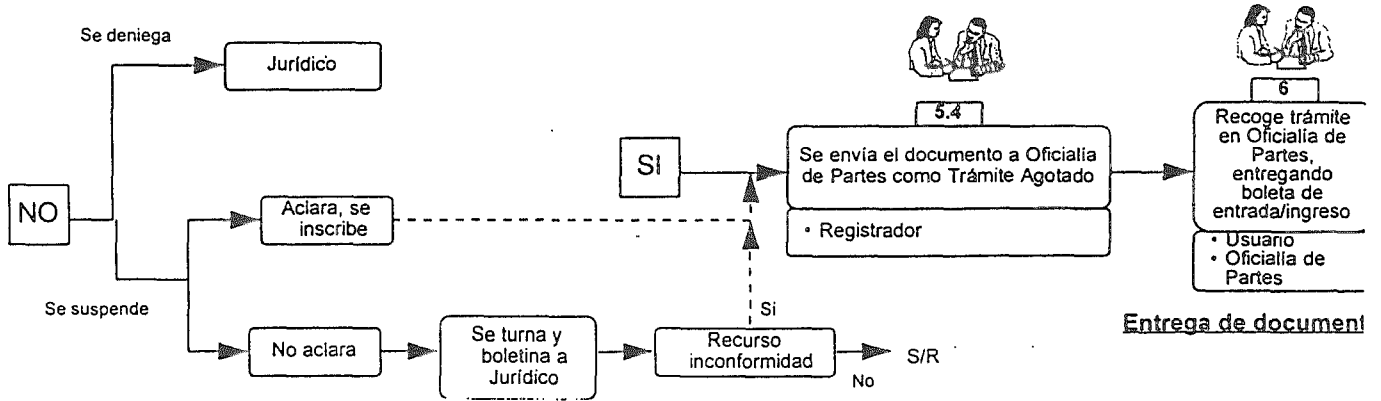 Se deniega
Jurídico
NO
Aclara, se
inscribe
Se suspende
No aclara
Se turna y
boletina a
Jurídico
Recurso
inconformidad
Si
No
S/R
SI
5.4
Se envía el documento a Oficialía
de Partes como Trámite Agotado
• Registrador
6
Recoge trámite
en Oficialía de
Partes,
entregando
boleta de
entrada/ingreso
• Usuario
• Oficialía de
Partes
Entrega de document